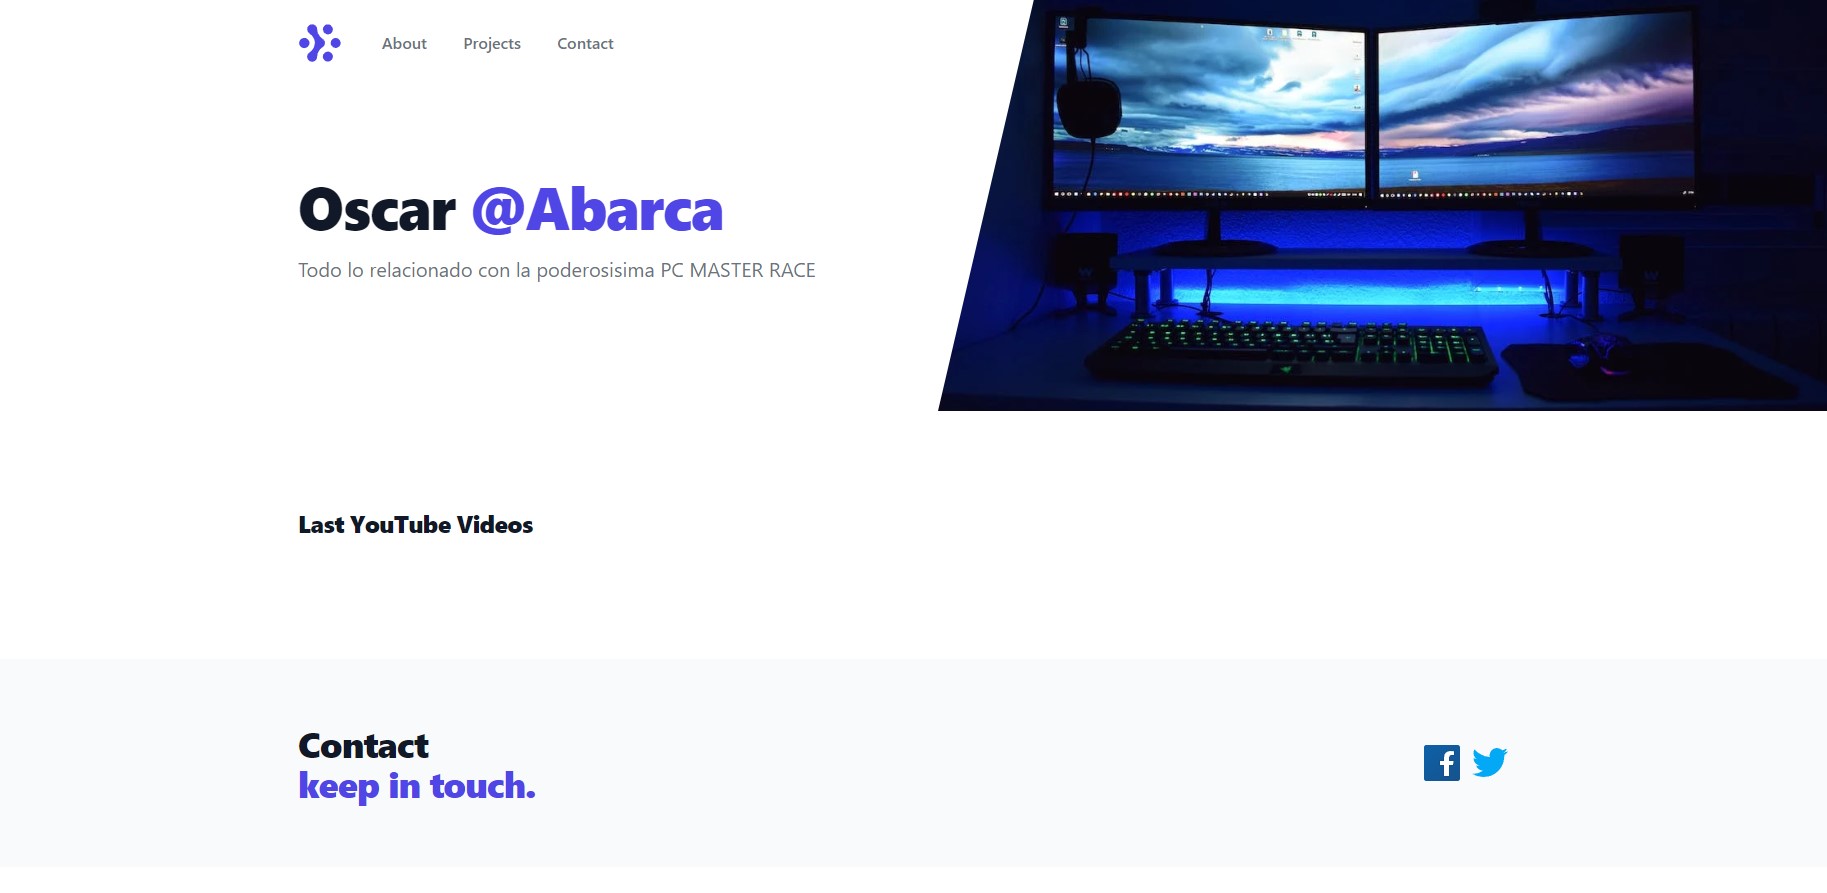 About Projects Contact
Oscar @Abarca
Todo lo relacionado con la poderosisima PC MASTER RACE
Last YouTube Videos
Contact
keep in touch.